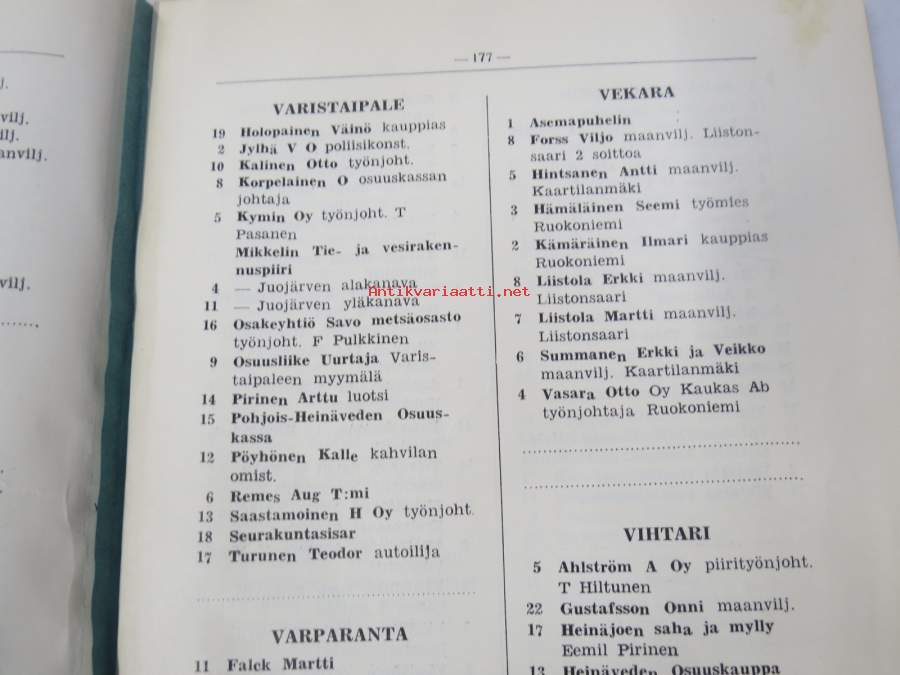 — 177 —
VARISTAIPALE
19 Holopainen Väinö kauppias
2 Jylhä V O poliisikonst.
10 Kalinen Otto työnjoht.
8 Korpelainen O osuuskassan
johtaja
5 Kymin Oy työnjoht. T
Pasanen
Mikkelin Tie- ja vesiraken-
nuspiiri
4 — Juojärven alakanava
11 — Juojärven yläkanava
16 Osakeyhtiö Savo metsäosasto
työnjoht. F Pulkkinen
9 Osuusliike Uurtaja Varis-
taipaleen myymälä
14 Pirinen Arttu luotsi
15 Pohjois-Heinäveden Osuus-
kassa
12 Pöyhönen Kalle kahvilan
omist.
6 Remes Aug T:mi
13 Saastamoinen H Oy työnjoht.
18 Seurakuntasisar
17 Turunen Teodor autoilija
VARPARANTA
11 Falck Martti
VEKARA
1 Asemapuhelin
8 Forss Viljo maanvilj. Liiston-
saari 2 soittoa
5 Hintsanen Antti maanvilj.
Kaartilanmäki
3 Hämäläinen Seemi työmies
Ruokoniemi
2 Kämäräinen Ilmari kauppias
Ruokoniemi
8 Liistola Erkki maanvilj.
Liistonsaari
7 Liistola Martti maanvilj.
Liistonsaari
6 Summanen Erkki ja Veikko
maanvilj. Kaartilanmäki
4 Vasara Otto Oy Kaukas Ab
työnjohtaja Ruokoniemi
VIHTARI
5 Ahlström A Oy piirityönjoht.
T Hiltunen
22 Gustafsson Onni maanvilj.
17 Heinäjoen saha ja mylly
Eemil Pirinen
13 Heinäveden Osuuskauppa
Antikvariaatti.net